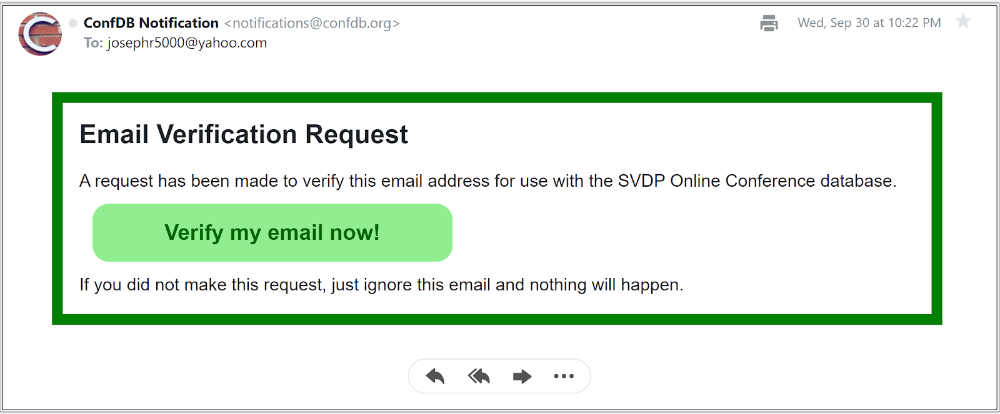 ConfDB Notification <notifications@confdb.org>
Wed, Sep 30 at 10:22 PM
To: josephr5000@yahoo.com
Email Verification Request
A request has been made to verify this email address for use with the SVDP Online Conference database.
Verify my email now!
If you did not make this request, just ignore this email and nothing will happen.